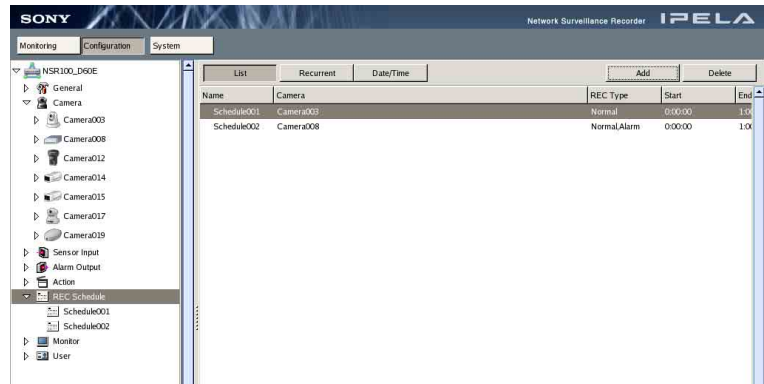 SONY
Network Surveillance Recorder IPELA
Monitoring Configuration System
NSR100_D60E
General
Camera
Camera003
Camera008
Camera012
Camera014
Camera015
Camera017
Camera019
Sensor Input
Alarm Output
Action
REC Schedule
Schedule001
Schedule002
Monitor
User
List Recurrent Date/Time Add Delete
Name Camera REC Type Start End
Schedule001 Camera003 Normal 0:00:00 1:00
Schedule002 Camera008 Normal,Alarm 0:00:00 1:00